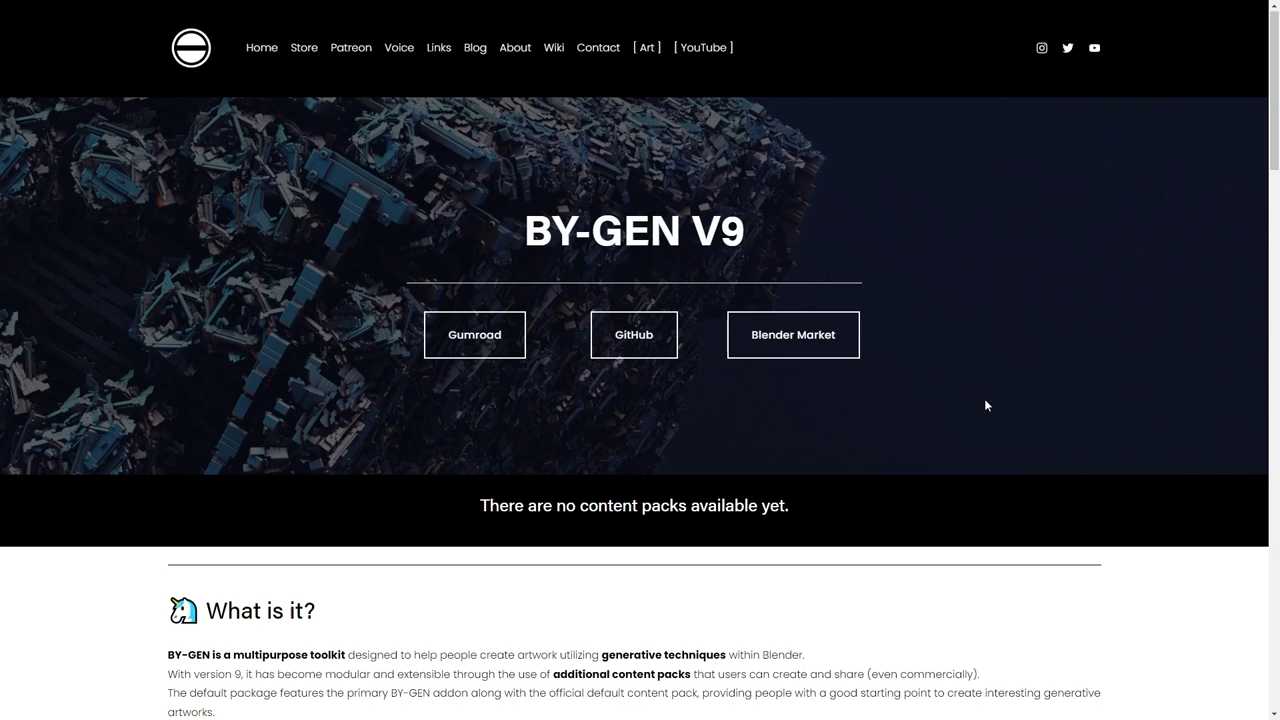 Home Store Patreon Voice Links Blog About Wiki Contact [ Art ] [ YouTube ]
BY-GEN V9
Gumroad GitHub Blender Market
There are no content packs available yet.
What is it?
BY-GEN is a multipurpose toolkit designed to help people create artwork utilizing generative techniques within Blender.
With version 9, it has become modular and extensible through the use of additional content packs that users can create and share (even commercially).
The default package features the primary BY-GEN addon along with the official default content pack, providing people with a good starting point to create interesting generative
artworks.